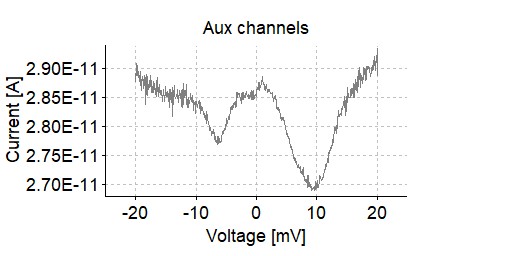 Aux channels
Current [A]
2.90E-11
2.85E-11
2.80E-11
2.75E-11
2.70E-11
-20 -10 0 10 20
Voltage [mV]